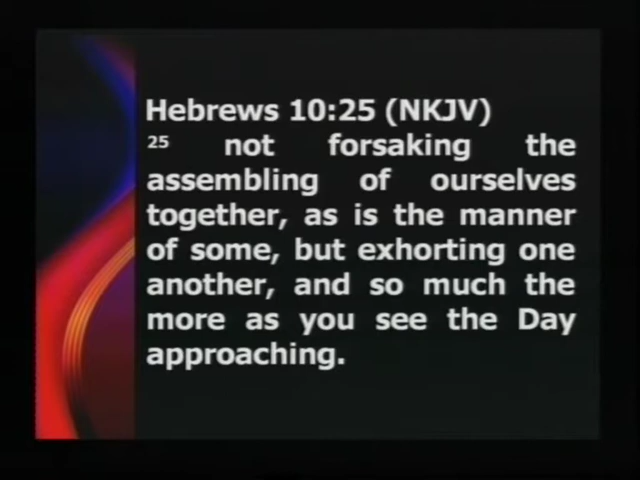 Hebrews 10:25 (NKJV)
25 not forsaking the
assembling of ourselves
together, as is the manner
of some, but exhorting one
another, and so much the
more as you see the Day
approaching.